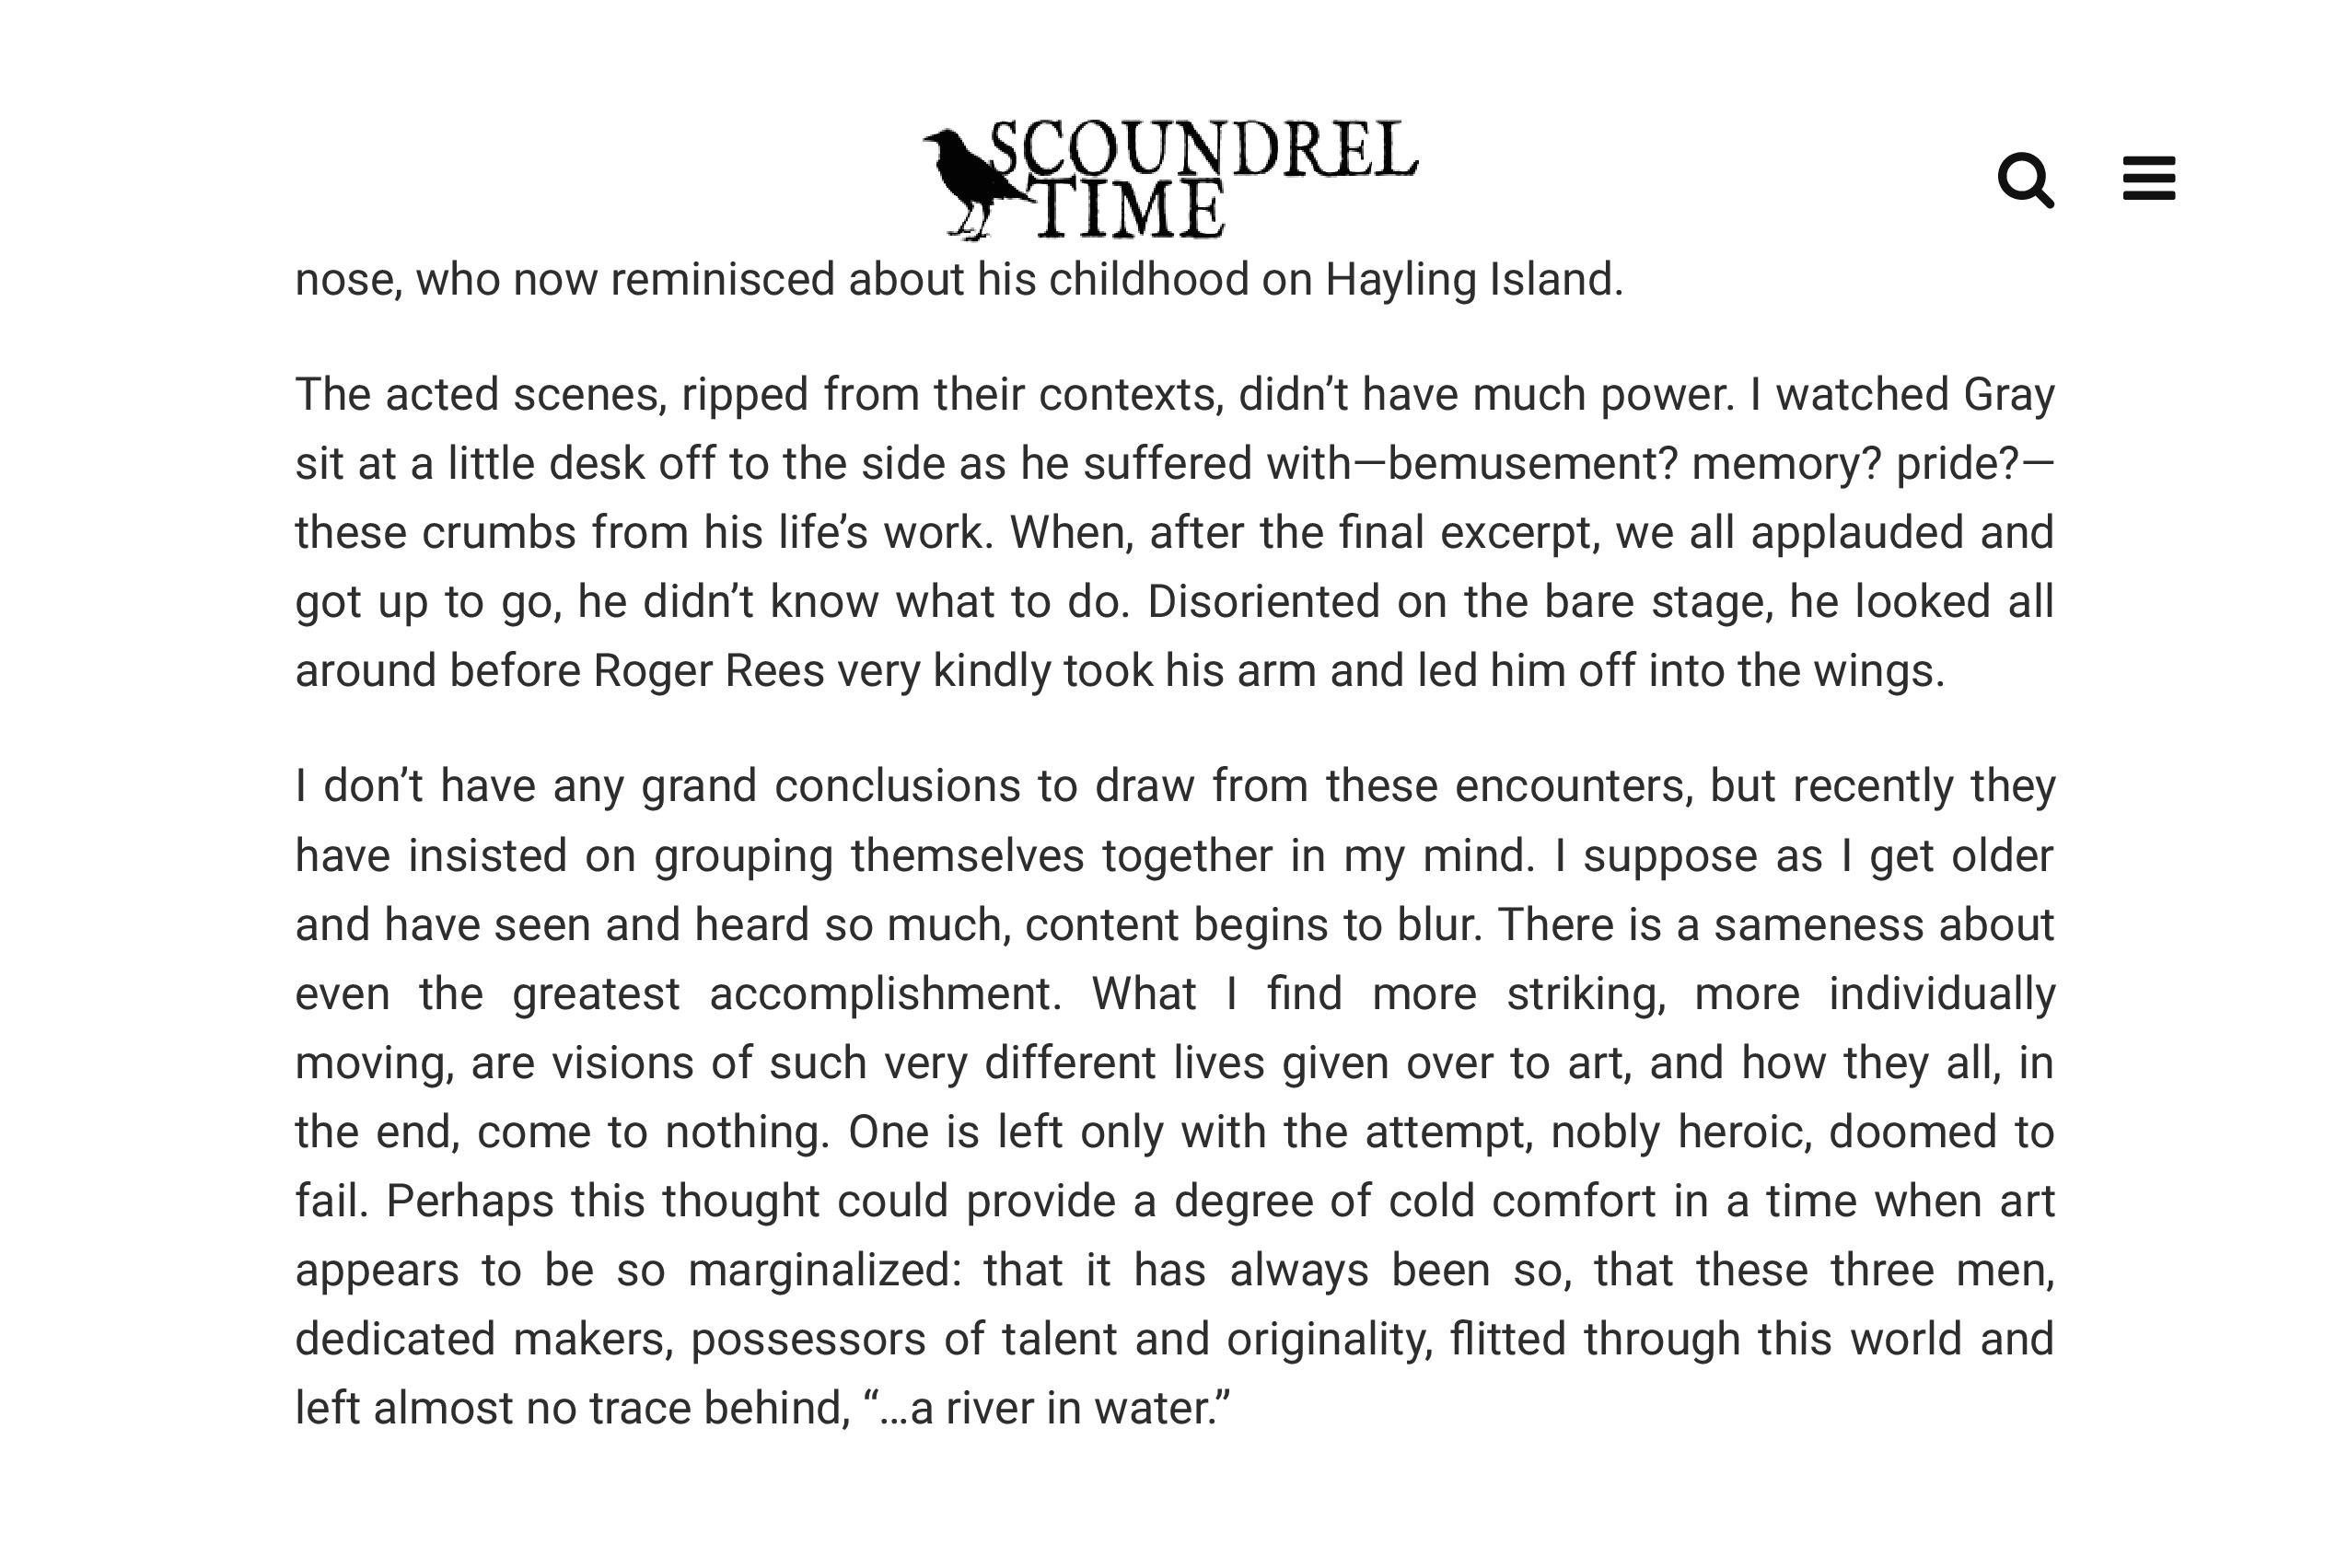 SCOUNDREL
TIME
nose, who now reminisced about his childhood on Hayling Island.
The acted scenes, ripped from their contexts, didn’t have much power. I watched Gray
sit at a little desk off to the side as he suffered with—bemusement? memory? pride?—
these crumbs from his life’s work. When, after the final excerpt, we all applauded and
got up to go, he didn’t know what to do. Disoriented on the bare stage, he looked all
around before Roger Rees very kindly took his arm and led him off into the wings.
I don’t have any grand conclusions to draw from these encounters, but recently they
have insisted on grouping themselves together in my mind. I suppose as I get older
and have seen and heard so much, content begins to blur. There is a sameness about
even the greatest accomplishment. What I find more striking, more individually
moving, are visions of such very different lives given over to art, and how they all, in
the end, come to nothing. One is left only with the attempt, nobly heroic, doomed to
fail. Perhaps this thought could provide a degree of cold comfort in a time when art
appears to be so marginalized: that it has always been so, that these three men,
dedicated makers, possessors of talent and originality, flitted through this world and
left almost no trace behind, “…a river in water.”